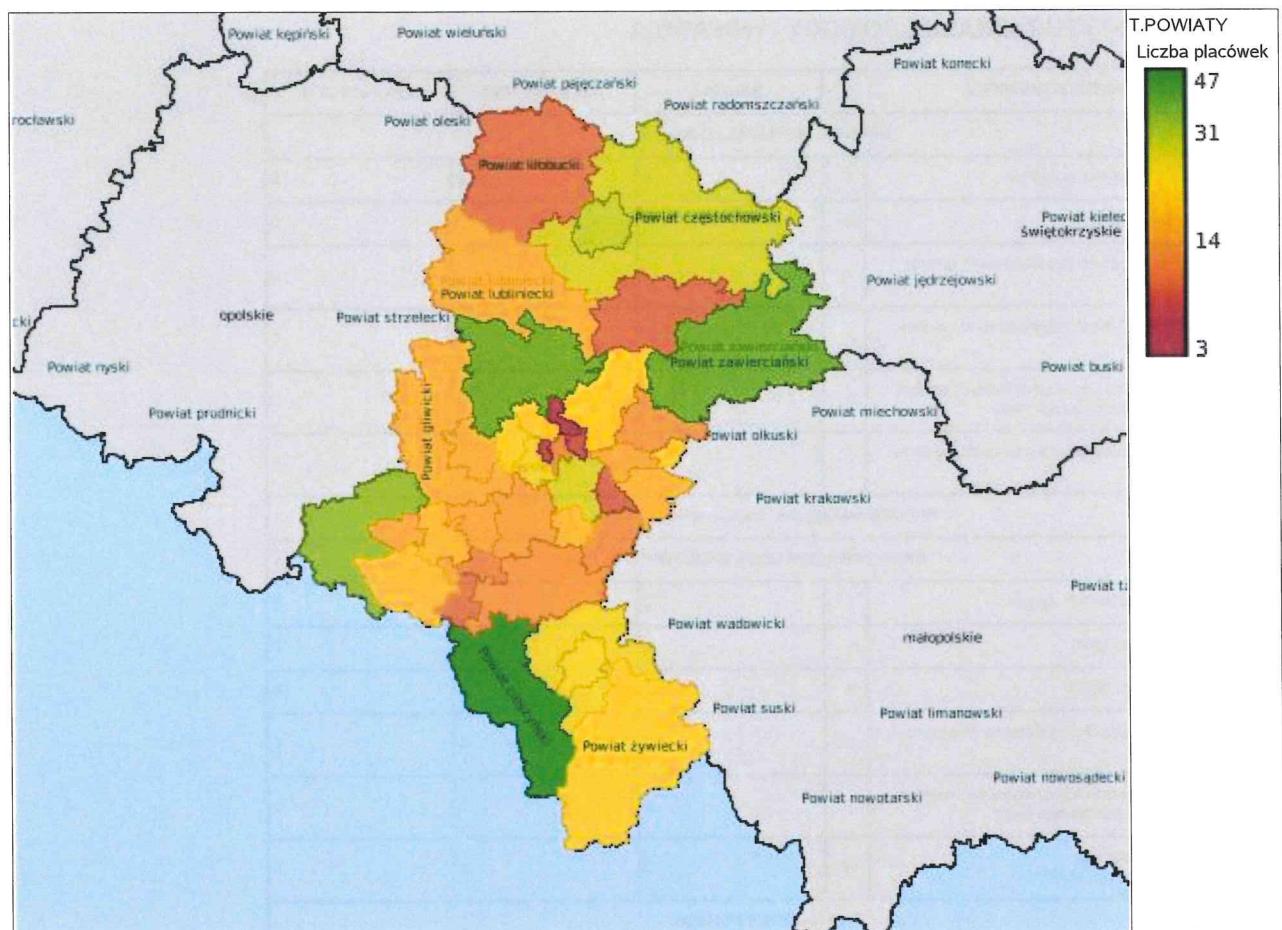 T.POWIATY
Liczba placówek
47
31
14
3
Powiat kępiński
Powiat wieluński
Powiat konecki
Powiat pajęczański
Powiat radomszczański
rocławski
Powiat oleski
Powiat kłobucki
Powiat częstochowski
Powiat kielec
świętokrzyskie
Powiat jędrzejowski
Powiat lubliniecki
opolskie
Powiat strzelecki
cki
Powiat zawierciański
Powiat nyski
Powiat buski
Powiat prudnicki
Powiat miechowski
Powiat gliwicki
Powiat olkuski
Powiat krakowski
Powiat ta
Powiat wadowicki
małopolskie
Powiat cieszyński
Powiat suski
Powiat limanowski
Powiat żywiecki
Powiat nowosądecki
Powiat nowotarski